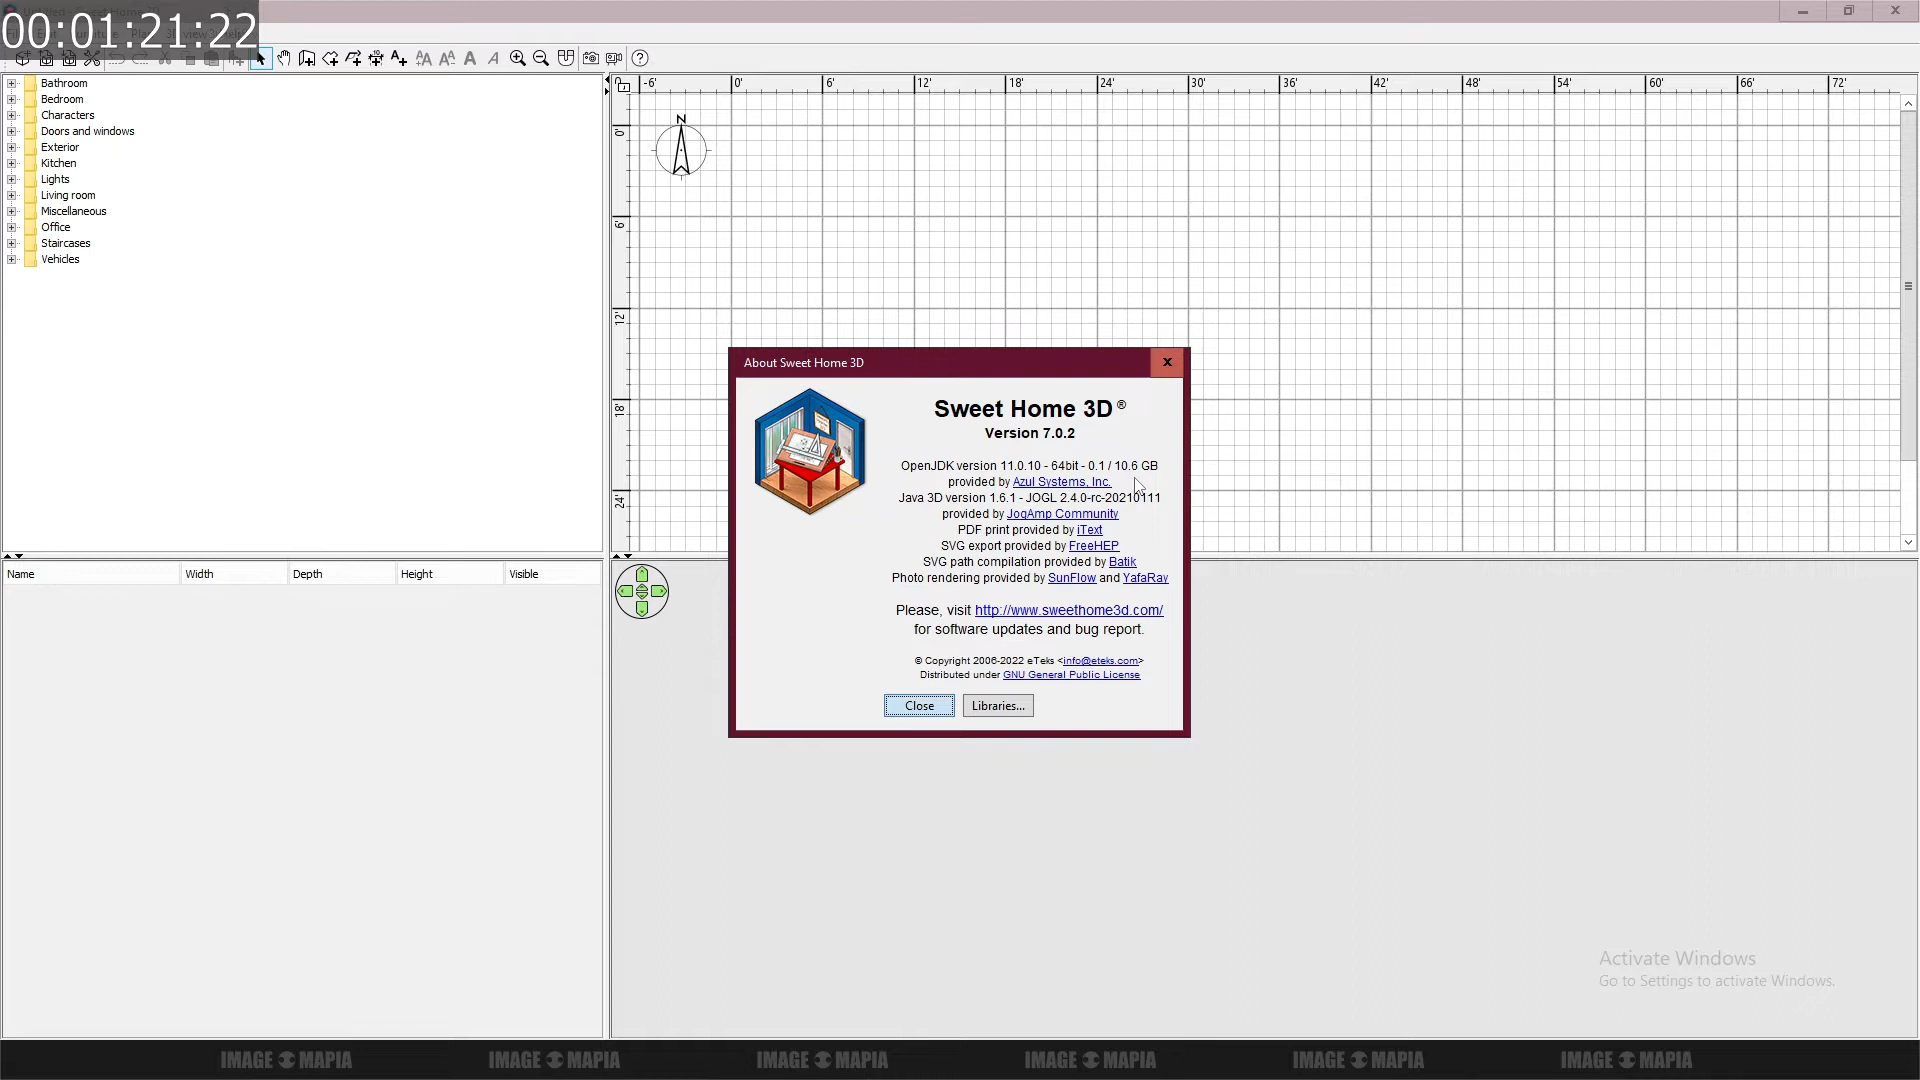 00:01:21:22
-6'
0'
6'
12'
18'
24'
30'
36'
42'
48'
54'
60'
66'
72'
Bathroom
Bedroom
Characters
Doors and windows
Exterior
Kitchen
Lights
Living room
Miscellaneous
Office
Staircases
Vehicles
N
0'
6'
12'
18'
24'
About Sweet Home 3D
Sweet Home 3D ®
Version 7.0.2
OpenJDK version 11.0.10 - 64bit - 0.1 / 10.6 GB
provided by Azul Systems, Inc.
Java 3D version 1.6.1 - JOGL 2.4.0-rc-20210111
provided by JogAmp Community
PDF print provided by iText
SVG export provided by FreeHEP
SVG path compilation provided by Batik
Photo rendering provided by SunFlow and YafaRay
Please, visit http://www.sweethome3d.com/
for software updates and bug report.
© Copyright 2006-2022 eTeks <info@eteks.com>
Distributed under GNU General Public License
Close
Libraries...
Name
Width
Depth
Height
Visible
Activate Windows
Go to Settings to activate Windows.
IMAGE MAPIA
IMAGE MAPIA
IMAGE MAPIA
IMAGE MAPIA
IMAGE MAPIA
IMAGE MAPIA